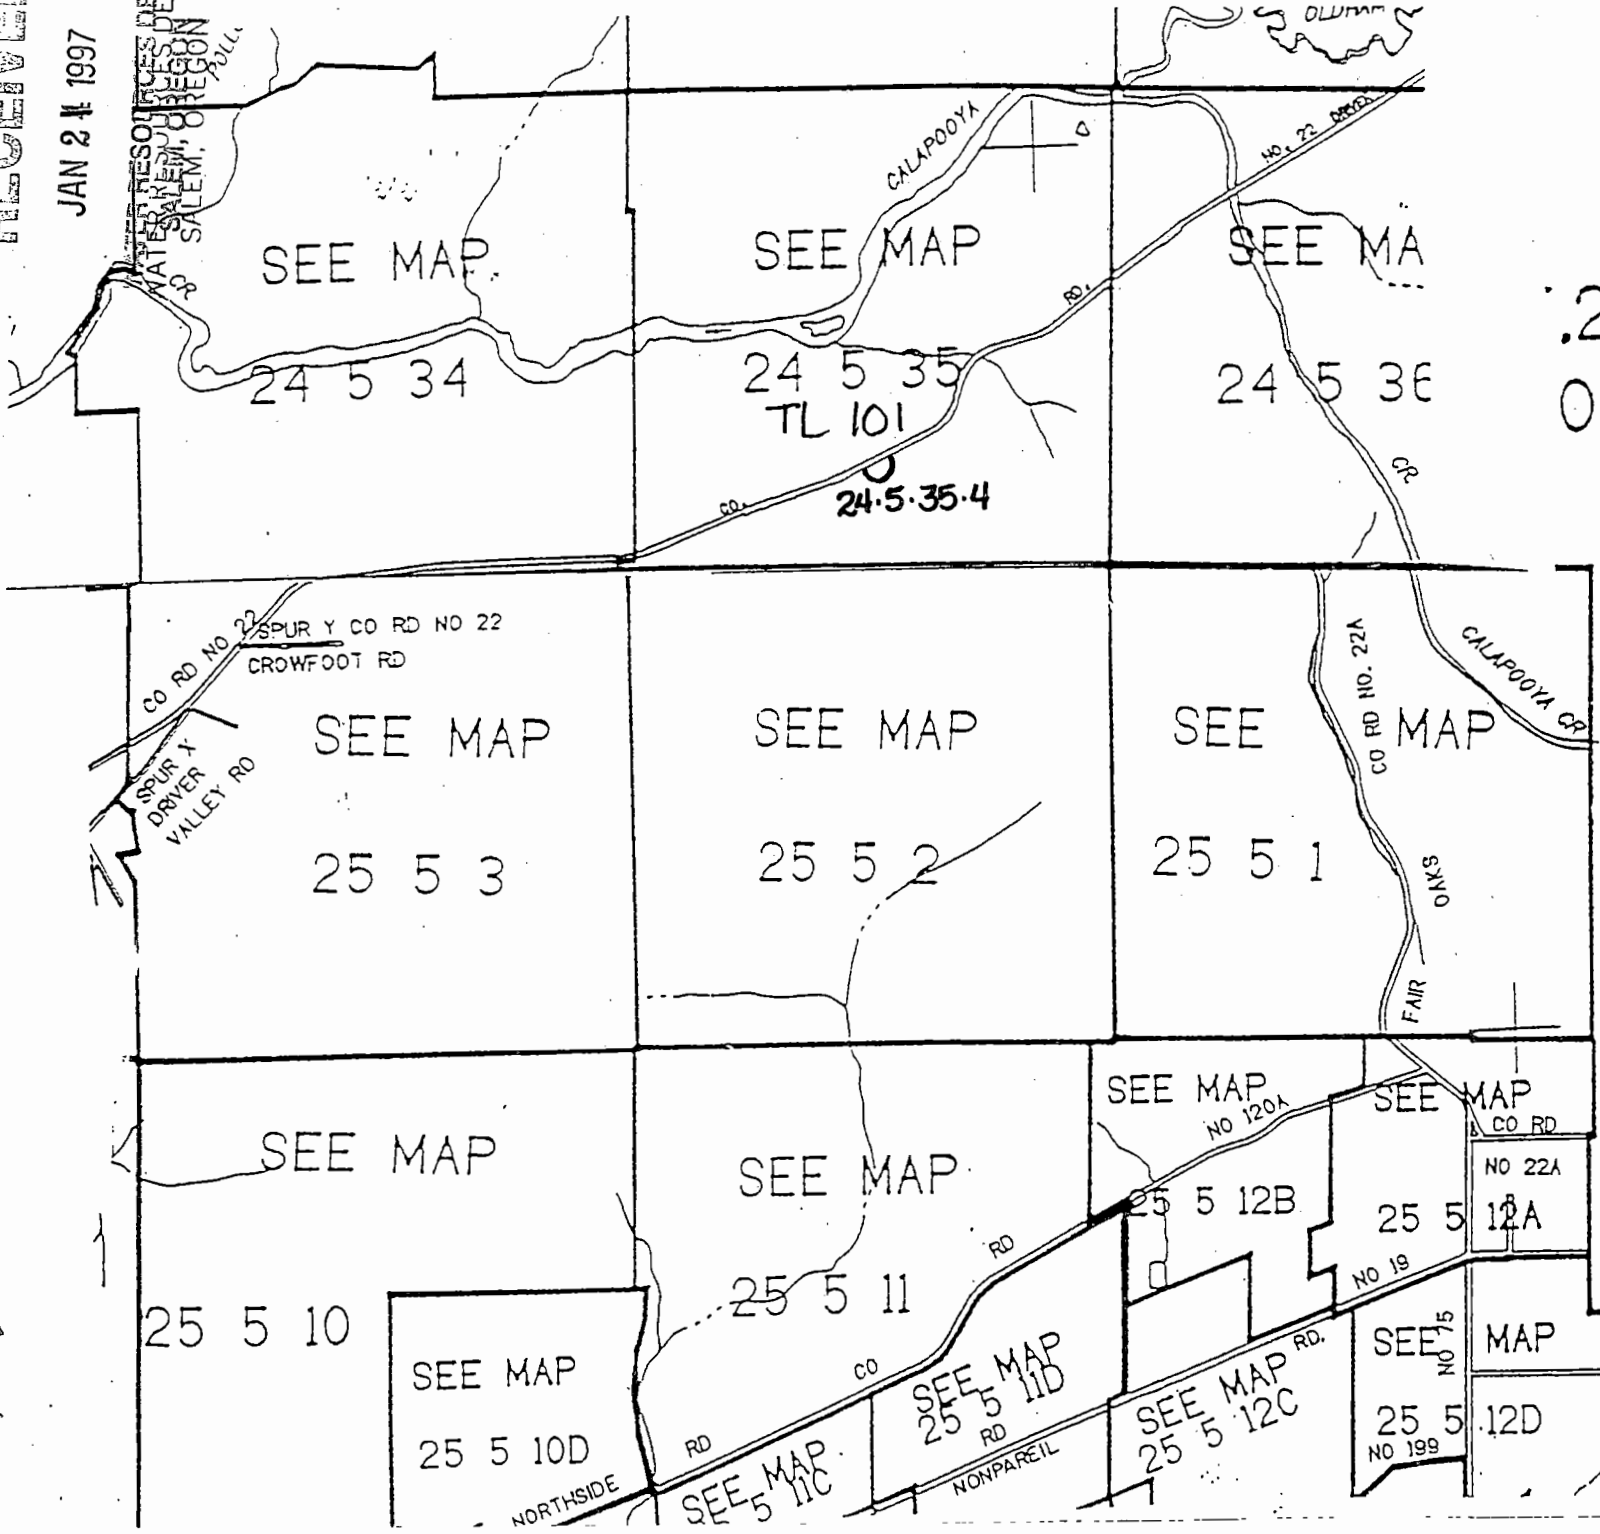 JAN 21 1997
WATER RESOURCES DE
SALEM, OREGON
OLDHAM
CALAPOOYA
NO. 22
CR
SEE MAP
SEE MAP
SEE MA
RD.
24 5 34
24 5 35
24 5 36
TL 101
24.5.35.4
CO.
CR
.2
0
CO RD NO 22
SPUR Y CO RD NO 22
CROWFOOT RD
CO RD NO. 22A
CALAPOOYA CR
SEE MAP
SEE MAP
SEE MAP
SPUR X
DRIVER
VALLEY RD
25 5 3
25 5 2
25 5 1
FAIR OAKS
SEE MAP
SEE MAP
SEE MAP
SEE MAP
NO 120A
CO RD
NO 22A
25 5 12B
25 5 12A
25 5 10
25 5 11
RD
NO 19
SEE MAP
25 5 10D
CO
SEE MAP
25 5 11D
RD.
SEE MAP
NO 75
25 5 12D
NO 199
SEE MAP
25 5 12C
RD
NONPAREIL
RD
NORTHSIDE
SEE MAP
5 11C